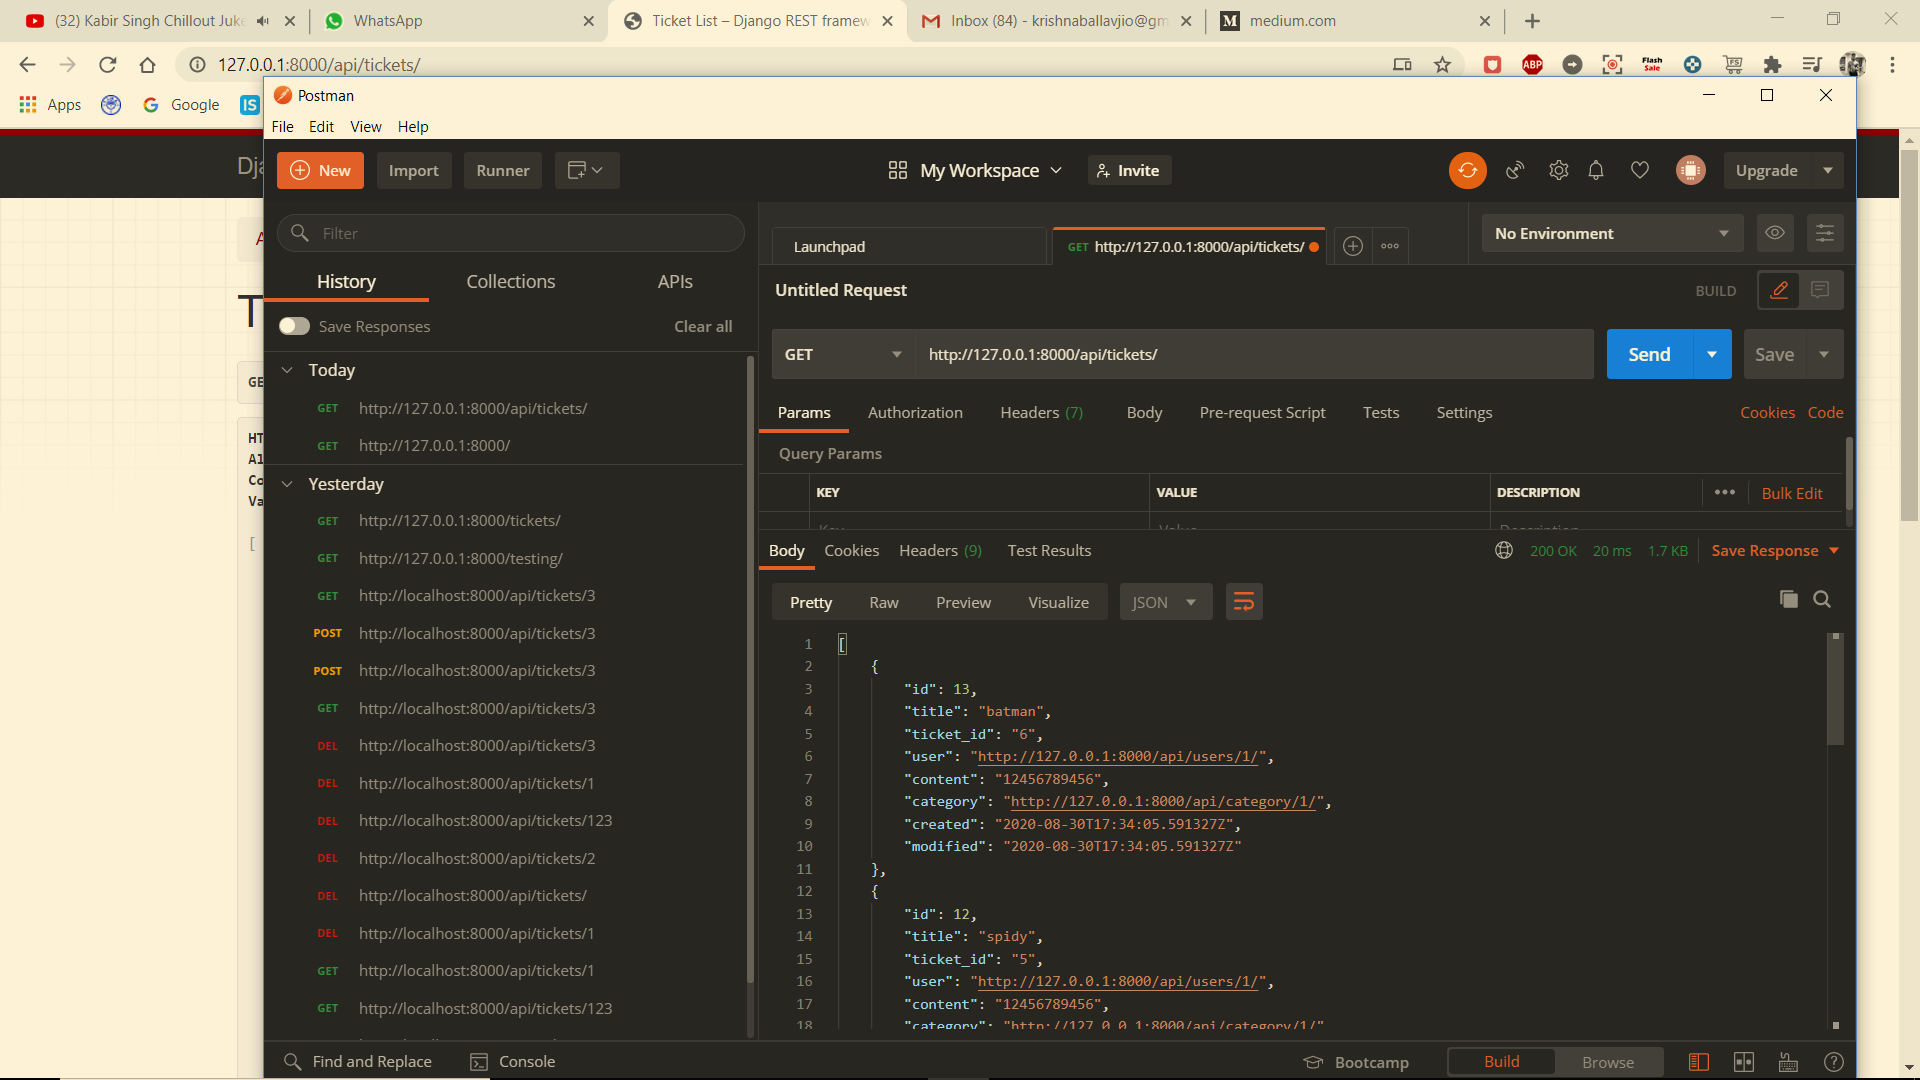 (32) Kabir Singh Chillout Juke
WhatsApp
Ticket List – Django REST framew
Inbox (84) - krishnaballavjio@gm
M medium.com
127.0.0.1:8000/api/tickets/
ABP
Flash Sale
Apps
Google
IS
Postman
File Edit View Help
Dja
New
Import
Runner
My Workspace
Invite
Upgrade
Filter
Launchpad
GET http://127.0.0.1:8000/api/tickets/
No Environment
A
History
Collections
APIs
Untitled Request
BUILD
T
Save Responses
Clear all
GET
http://127.0.0.1:8000/api/tickets/
Send
Save
Today
GE
GET http://127.0.0.1:8000/api/tickets/
GET http://127.0.0.1:8000/
Params
Authorization
Headers (7)
Body
Pre-request Script
Tests
Settings
Cookies
Code
HT
Al
Co
Va
[
Query Params
KEY
VALUE
DESCRIPTION
Bulk Edit
Key
Value
Description
Yesterday
GET http://127.0.0.1:8000/tickets/
GET http://127.0.0.1:8000/testing/
GET http://localhost:8000/api/tickets/3
POST http://localhost:8000/api/tickets/3
POST http://localhost:8000/api/tickets/3
GET http://localhost:8000/api/tickets/3
DEL http://localhost:8000/api/tickets/3
DEL http://localhost:8000/api/tickets/1
DEL http://localhost:8000/api/tickets/123
DEL http://localhost:8000/api/tickets/2
DEL http://localhost:8000/api/tickets/
DEL http://localhost:8000/api/tickets/1
GET http://localhost:8000/api/tickets/1
GET http://localhost:8000/api/tickets/123
Body
Cookies
Headers (9)
Test Results
200 OK
20 ms
1.7 KB
Save Response
Pretty
Raw
Preview
Visualize
JSON
1 [
2 {
3 "id": 13,
4 "title": "batman",
5 "ticket_id": "6",
6 "user": "http://127.0.0.1:8000/api/users/1/",
7 "content": "12456789456",
8 "category": "http://127.0.0.1:8000/api/category/1/",
9 "created": "2020-08-30T17:34:05.591327Z",
10 "modified": "2020-08-30T17:34:05.591327Z"
11 },
12 {
13 "id": 12,
14 "title": "spidy",
15 "ticket_id": "5",
16 "user": "http://127.0.0.1:8000/api/users/1/",
17 "content": "12456789456",
18 "category": "http://127.0.0.1:8000/api/category/1/"
Find and Replace
Console
Bootcamp
Build
Browse